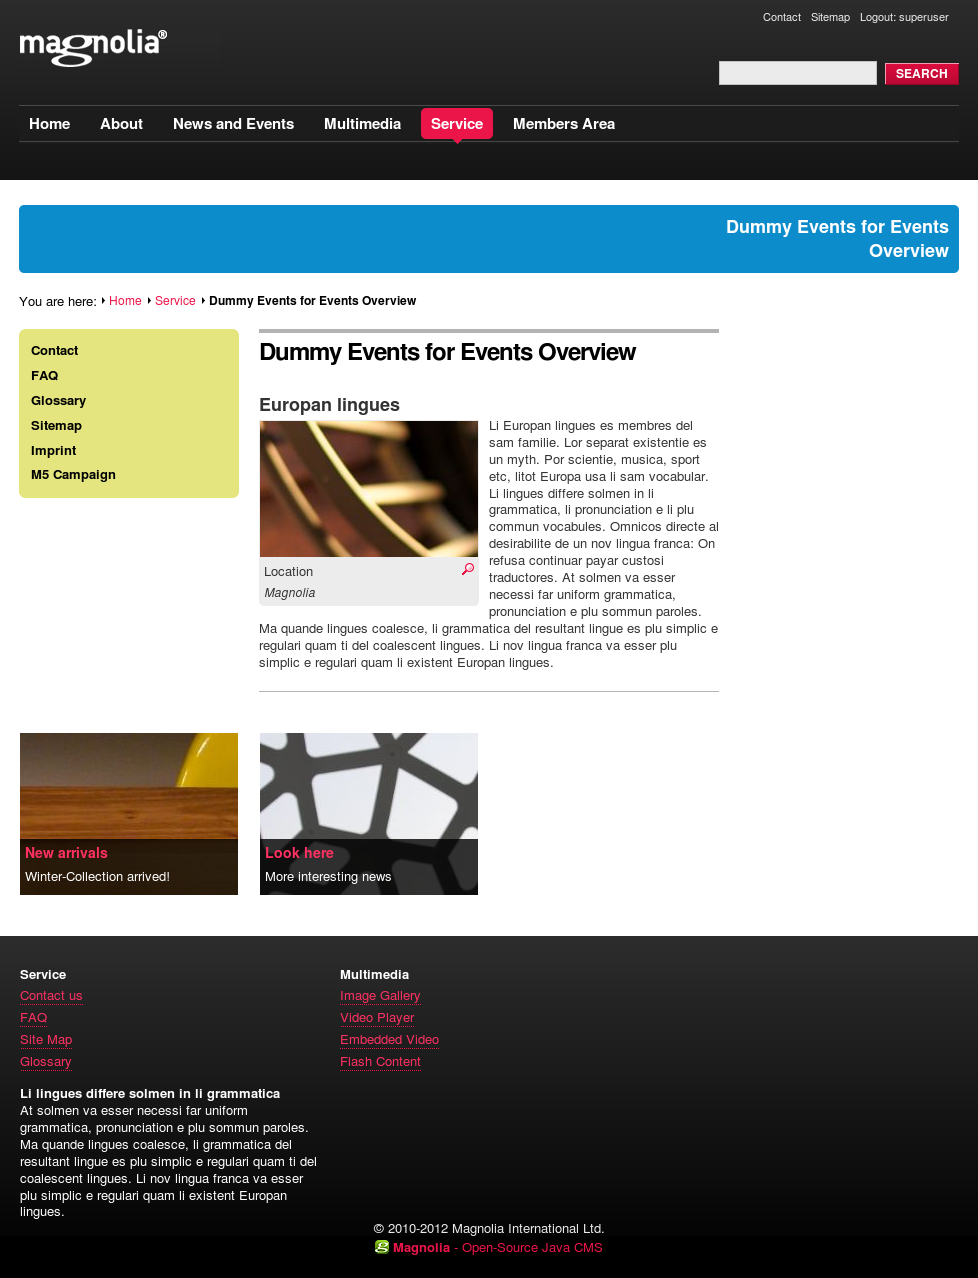 Contact Sitemap Logout: superuser
magnolia®
SEARCH
Home About News and Events Multimedia Service Members Area
Dummy Events for Events
Overview
You are here: Home Service Dummy Events for Events Overview
Contact
FAQ
Glossary
Sitemap
Imprint
M5 Campaign
Dummy Events for Events Overview
Europan lingues
Li Europan lingues es membres del
sam familie. Lor separat existentie es
un myth. Por scientie, musica, sport
etc, litot Europa usa li sam vocabular.
Li lingues differe solmen in li
grammatica, li pronunciation e li plu
commun vocabules. Omnicos directe al
desirabilite de un nov lingua franca: On
refusa continuar payar custosi
traductores. At solmen va esser
necessi far uniform grammatica,
pronunciation e plu sommun paroles.
Ma quande lingues coalesce, li grammatica del resultant lingue es plu simplic e
regulari quam ti del coalescent lingues. Li nov lingua franca va esser plu
simplic e regulari quam li existent Europan lingues.
Location
Magnolia
New arrivals
Winter-Collection arrived!
Look here
More interesting news
Service
Contact us
FAQ
Site Map
Glossary
Multimedia
Image Gallery
Video Player
Embedded Video
Flash Content
Li lingues differe solmen in li grammatica
At solmen va esser necessi far uniform
grammatica, pronunciation e plu sommun paroles.
Ma quande lingues coalesce, li grammatica del
resultant lingue es plu simplic e regulari quam ti del
coalescent lingues. Li nov lingua franca va esser
plu simplic e regulari quam li existent Europan
lingues.
© 2010-2012 Magnolia International Ltd.
Magnolia - Open-Source Java CMS